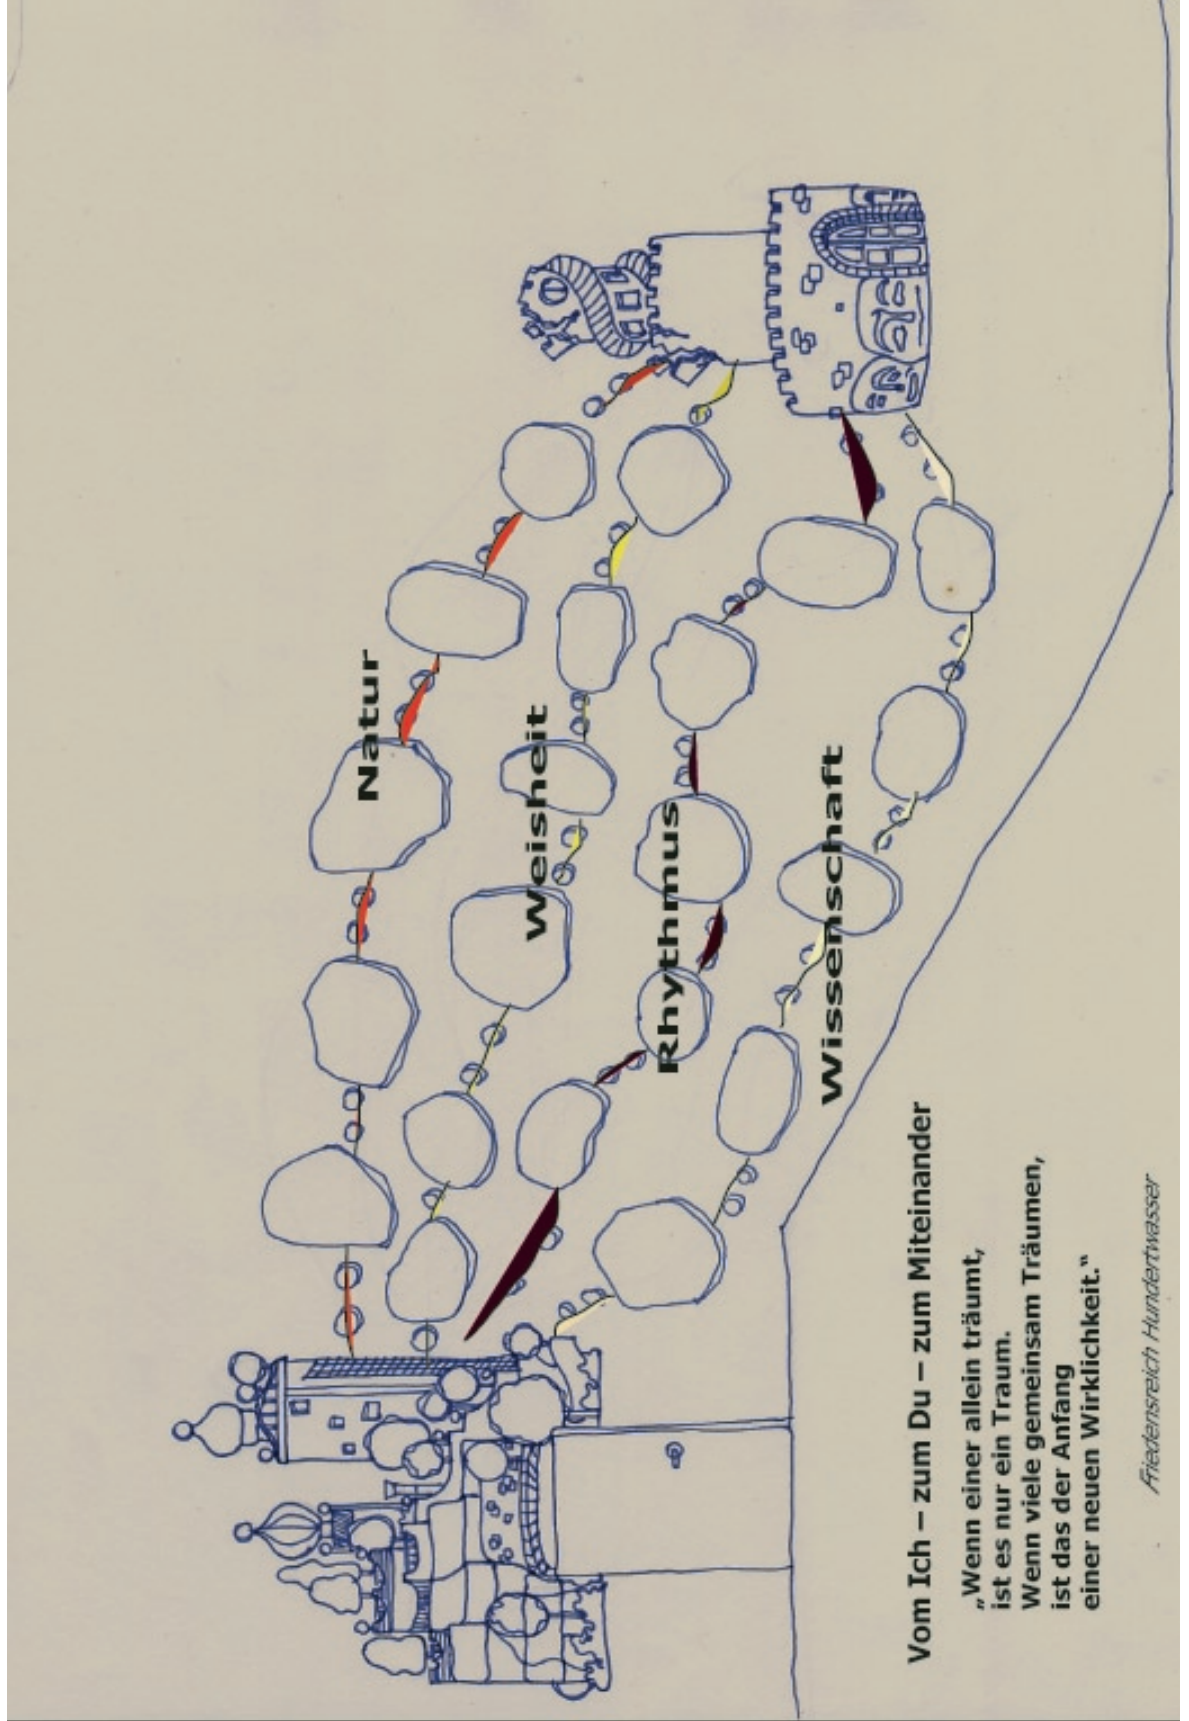 Natur
Weisheit
Rhythmus
Wissenschaft
Vom Ich – zum Du – zum Miteinander
„Wenn einer allein träumt,
ist es nur ein Traum.
Wenn viele gemeinsam Träumen,
ist das der Anfang
einer neuen Wirklichkeit.“
Friedensreich Hundertwasser